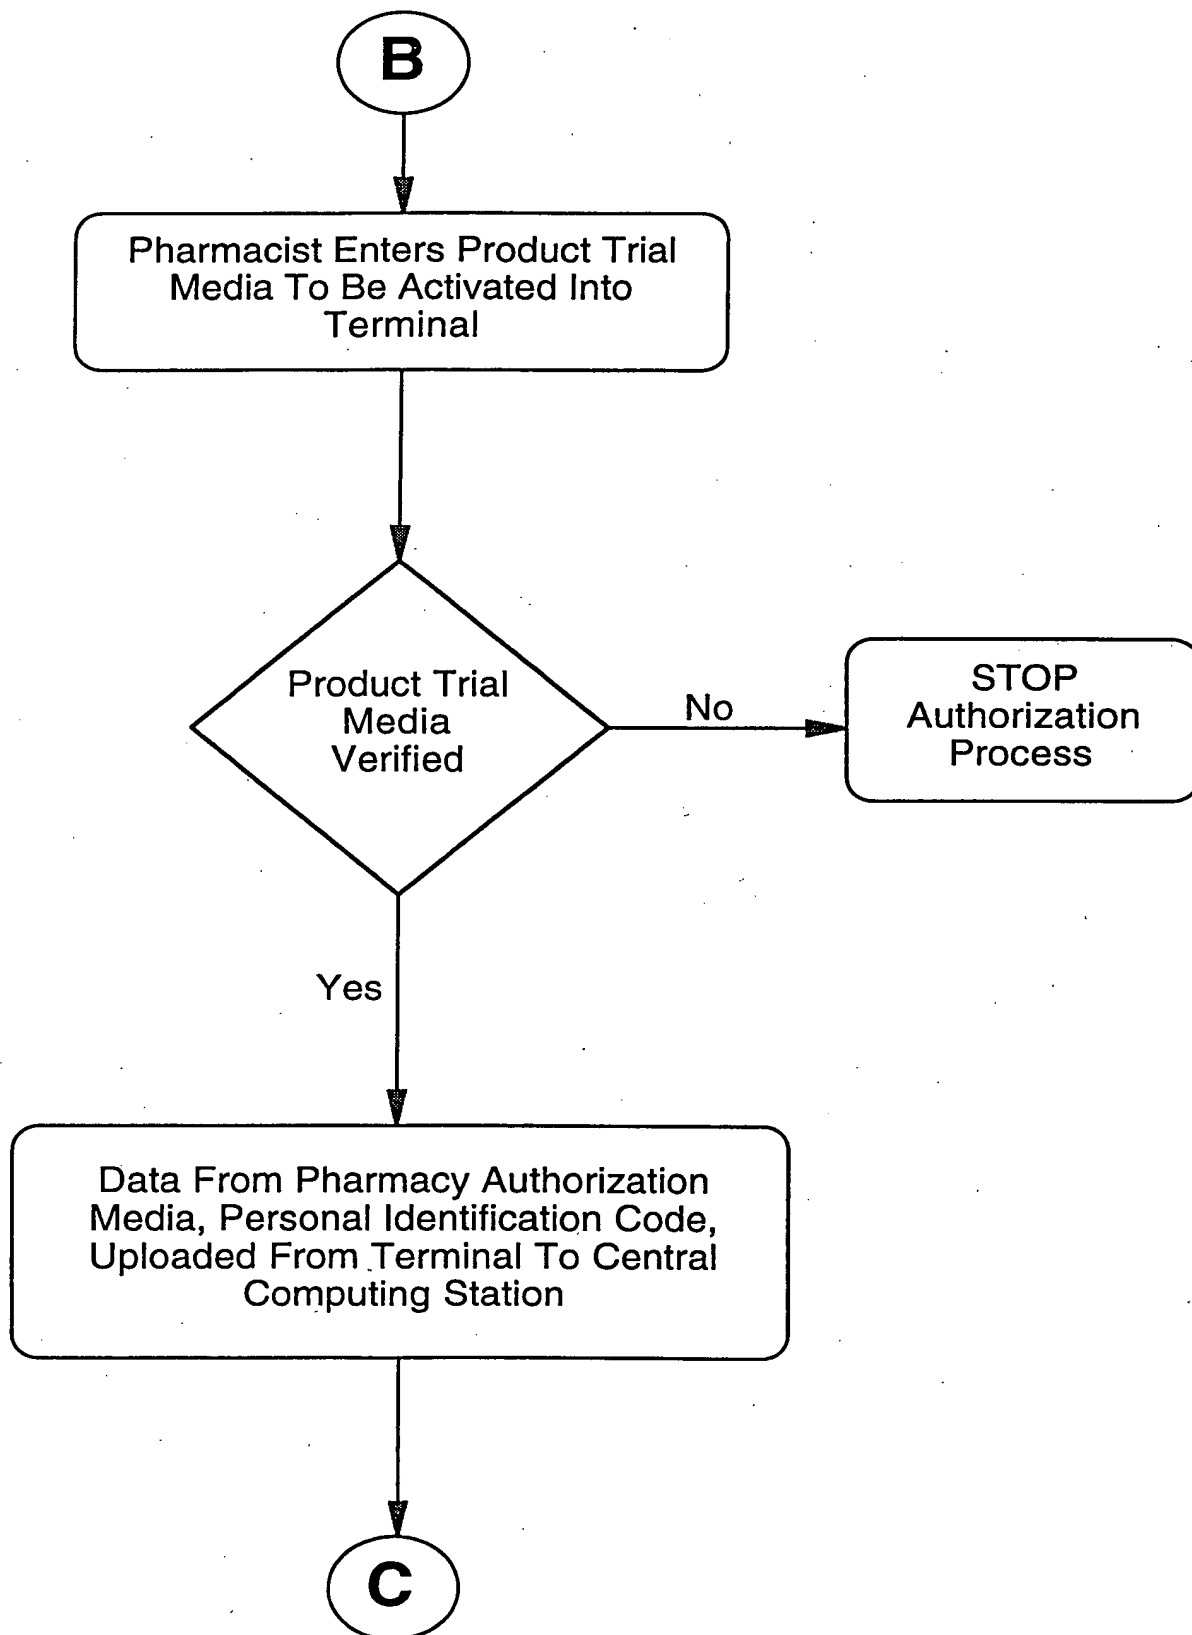 B
Pharmacist Enters Product Trial
Media To Be Activated Into
Terminal
Product Trial
Media
Verified
No
STOP
Authorization
Process
Yes
Data From Pharmacy Authorization
Media, Personal Identification Code,
Uploaded From Terminal To Central
Computing Station
C